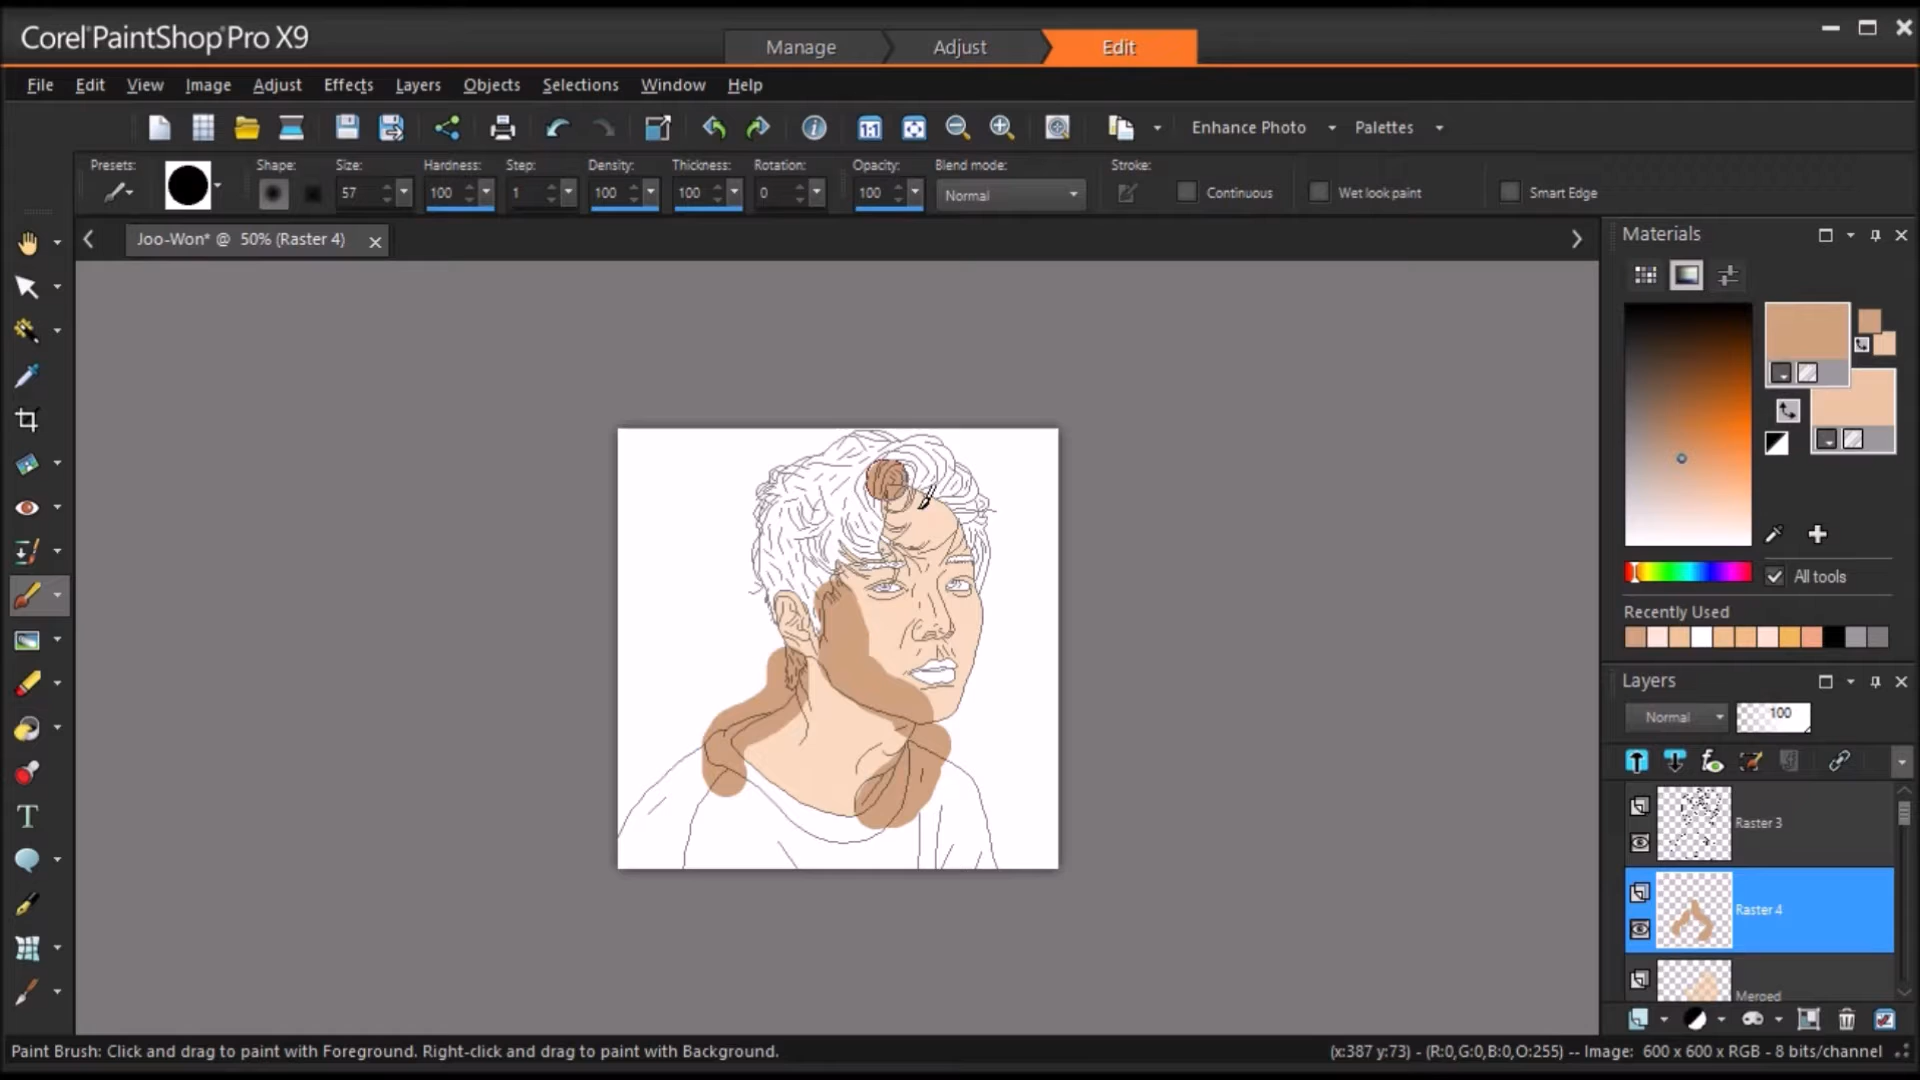 Corel PaintShop Pro X9
Manage
Adjust
Edit
File Edit View Image Adjust Effects Layers Objects Selections Window Help
1:1
Enhance Photo
Palettes
Presets:
Shape:
Size:
Hardness:
Step:
Density:
Thickness:
Rotation:
Opacity:
Blend mode:
Stroke:
57
100
1
100
100
0
100
Normal
Continuous
Wet look paint
Smart Edge
Joo-Won* @ 50% (Raster 4)
Materials
All tools
Recently Used
Layers
Normal
100
Raster 3
Raster 4
Merged
Paint Brush: Click and drag to paint with Foreground. Right-click and drag to paint with Background.
(x:387 y:73) - (R:0,G:0,B:0,O:255) -- Image: 600 x 600 x RGB - 8 bits/channel